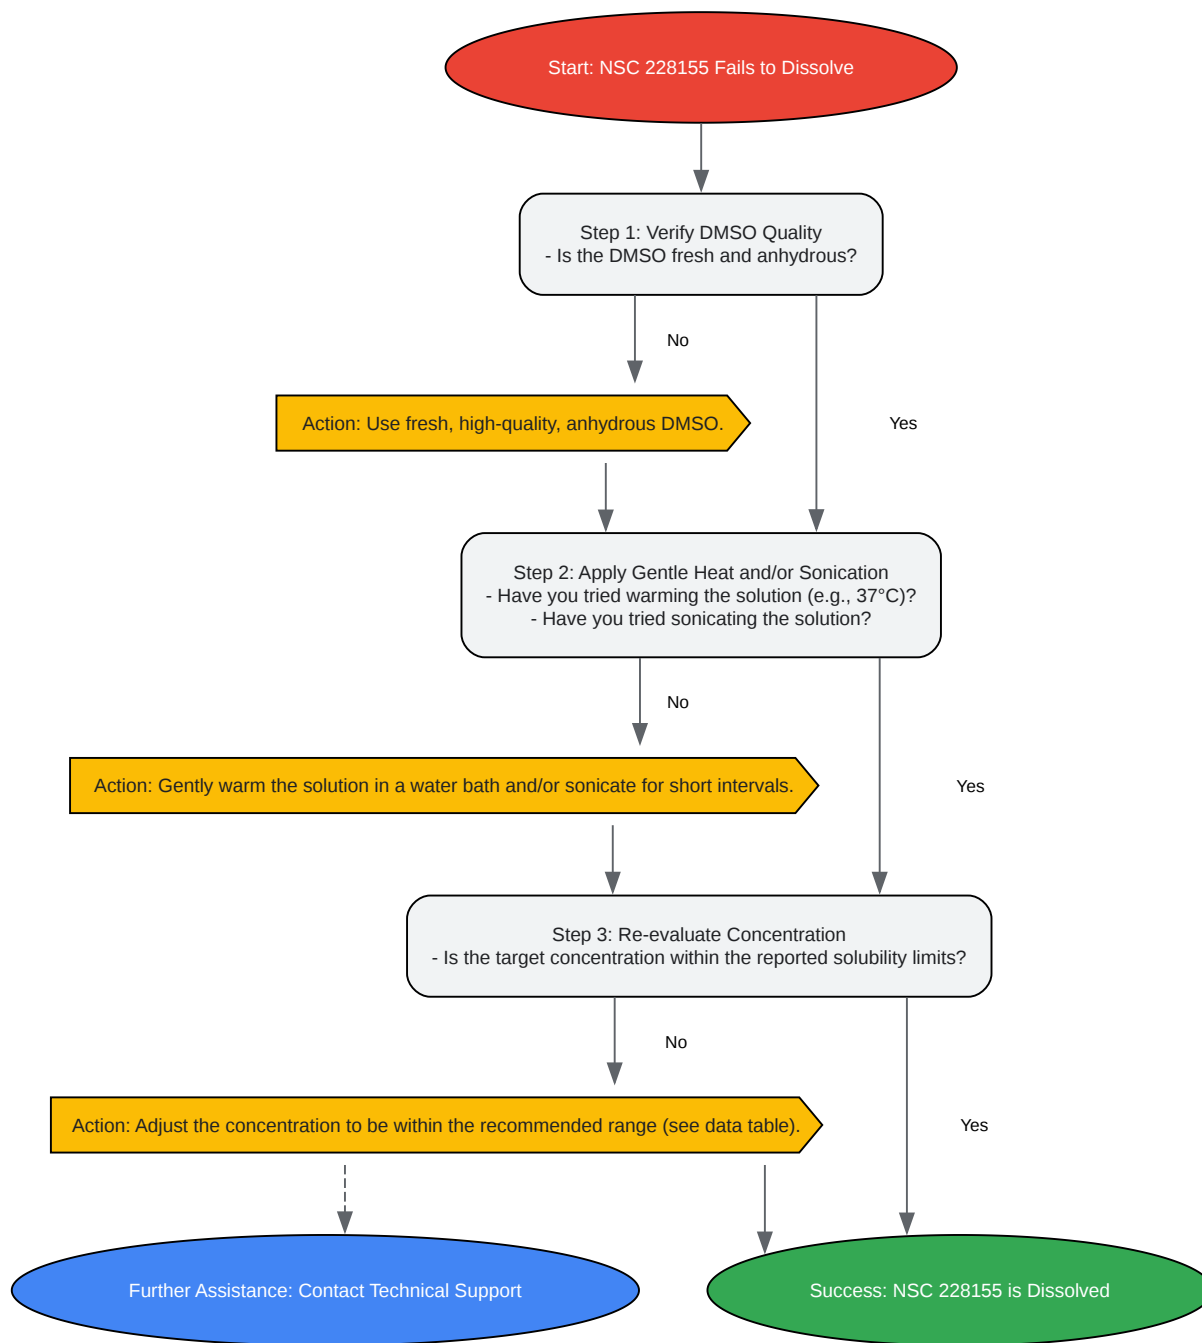 Start: NSC 228155 Fails to Dissolve
Step 1: Verify DMSO Quality
- Is the DMSO fresh and anhydrous?
No
Action: Use fresh, high-quality, anhydrous DMSO.
Yes
Step 2: Apply Gentle Heat and/or Sonication
- Have you tried warming the solution (e.g., 37°C)?
- Have you tried sonicating the solution?
No
Action: Gently warm the solution in a water bath and/or sonicate for short intervals.
Yes
Step 3: Re-evaluate Concentration
- Is the target concentration within the reported solubility limits?
No
Action: Adjust the concentration to be within the recommended range (see data table).
Yes
Further Assistance: Contact Technical Support
Success: NSC 228155 is Dissolved